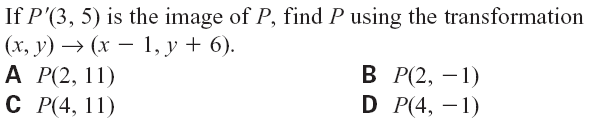 If P′(3, 5) is the image of P, find P using the transformation
(x, y) → (x − 1, y + 6).
A P(2, 11) B P(2, −1)
C P(4, 11) D P(4, −1)